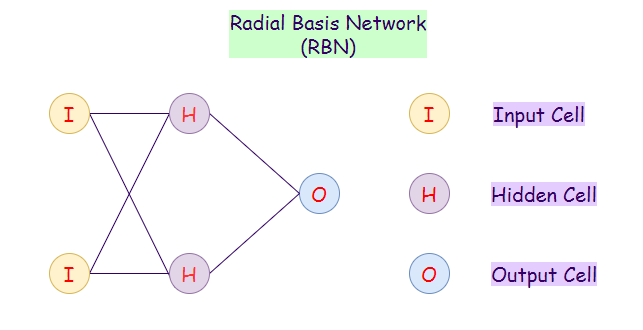 Radial Basis Network
(RBN)
I
H
I
Input Cell
O
H
Hidden Cell
I
H
O
Output Cell